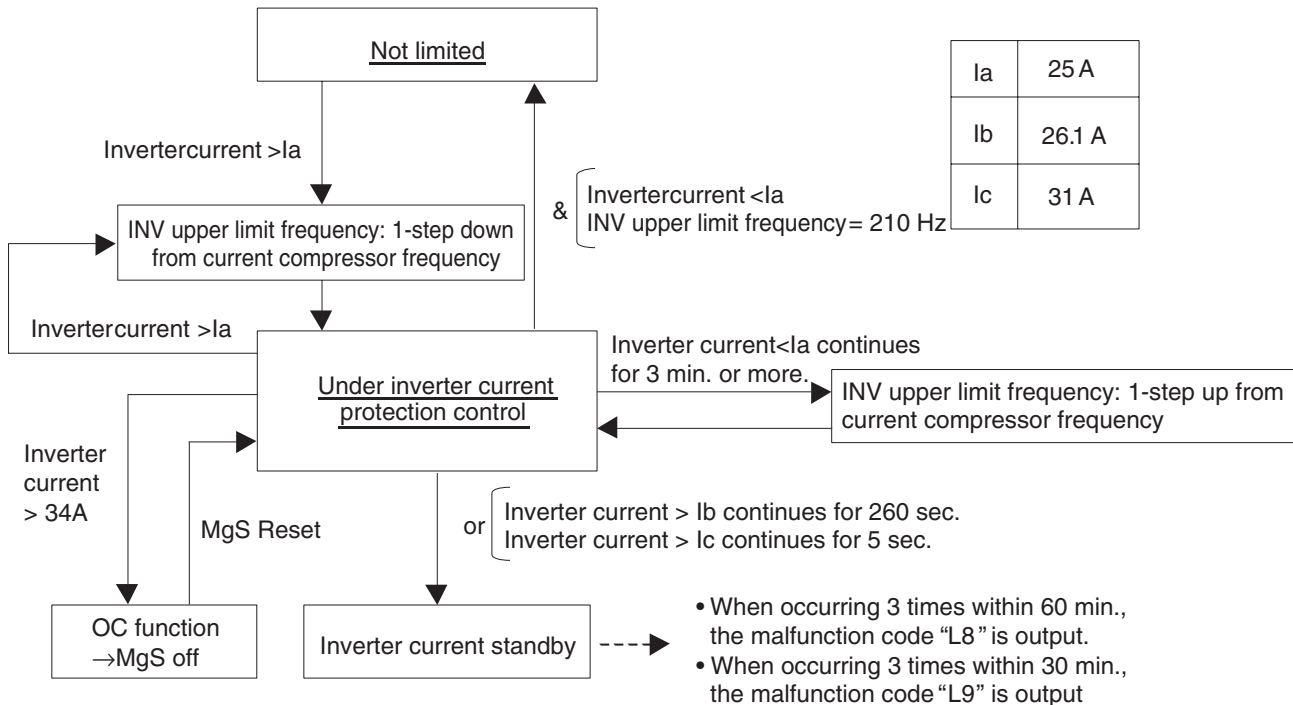 Not limited
Ia 25 A
Ib 26.1 A
Ic 31 A
Invertercurrent >Ia
& Invertercurrent <Ia
INV upper limit frequency= 210 Hz
INV upper limit frequency: 1-step down
from current compressor frequency
Invertercurrent >Ia
Under inverter current
protection control
Inverter current<Ia continues
for 3 min. or more.
INV upper limit frequency: 1-step up from
current compressor frequency
Inverter
current
> 34A
MgS Reset
or Inverter current > Ib continues for 260 sec.
Inverter current > Ic continues for 5 sec.
OC function
→MgS off
Inverter current standby
• When occurring 3 times within 60 min.,
the malfunction code “L8” is output.
• When occurring 3 times within 30 min.,
the malfunction code “L9” is output